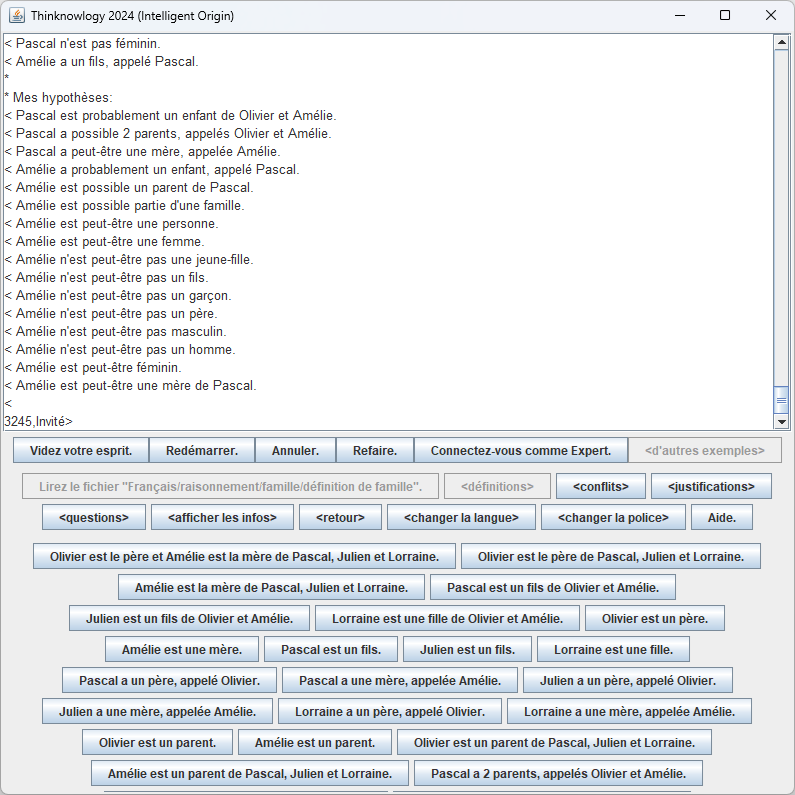 Thinknowlogy 2024 (Intelligent Origin)
< Pascal n'est pas féminin.
< Amélie a un fils, appelé Pascal.
*
* Mes hypothèses:
< Pascal est probablement un enfant de Olivier et Amélie.
< Pascal a possible 2 parents, appelés Olivier et Amélie.
< Pascal a peut-être une mère, appelée Amélie.
< Amélie a probablement un enfant, appelé Pascal.
< Amélie est possible un parent de Pascal.
< Amélie est possible partie d'une famille.
< Amélie est peut-être une personne.
< Amélie est peut-être une femme.
< Amélie n'est peut-être pas une jeune-fille.
< Amélie n'est peut-être pas un fils.
< Amélie n'est peut-être pas un garçon.
< Amélie n'est peut-être pas un père.
< Amélie n'est peut-être pas masculin.
< Amélie n'est peut-être pas un homme.
< Amélie est peut-être féminin.
< Amélie est peut-être une mère de Pascal.
<
3245,Invité>
Videz votre esprit. Redémarrer. Annuler. Refaire. Connectez-vous comme Expert. <d'autres exemples>
Lirez le fichier "Français/raisonnement/famille/définition de famille". <définitions> <conflits> <justifications>
<questions> <afficher les infos> <retour> <changer la langue> <changer la police> Aide.
Olivier est le père et Amélie est la mère de Pascal, Julien et Lorraine. Olivier est le père de Pascal, Julien et Lorraine.
Amélie est la mère de Pascal, Julien et Lorraine. Pascal est un fils de Olivier et Amélie.
Julien est un fils de Olivier et Amélie. Lorraine est une fille de Olivier et Amélie. Olivier est un père.
Amélie est une mère. Pascal est un fils. Julien est un fils. Lorraine est une fille.
Pascal a un père, appelé Olivier. Pascal a une mère, appelée Amélie. Julien a un père, appelé Olivier.
Julien a une mère, appelée Amélie. Lorraine a un père, appelé Olivier. Lorraine a une mère, appelée Amélie.
Olivier est un parent. Amélie est un parent. Olivier est un parent de Pascal, Julien et Lorraine.
Amélie est un parent de Pascal, Julien et Lorraine. Pascal a 2 parents, appelés Olivier et Amélie.